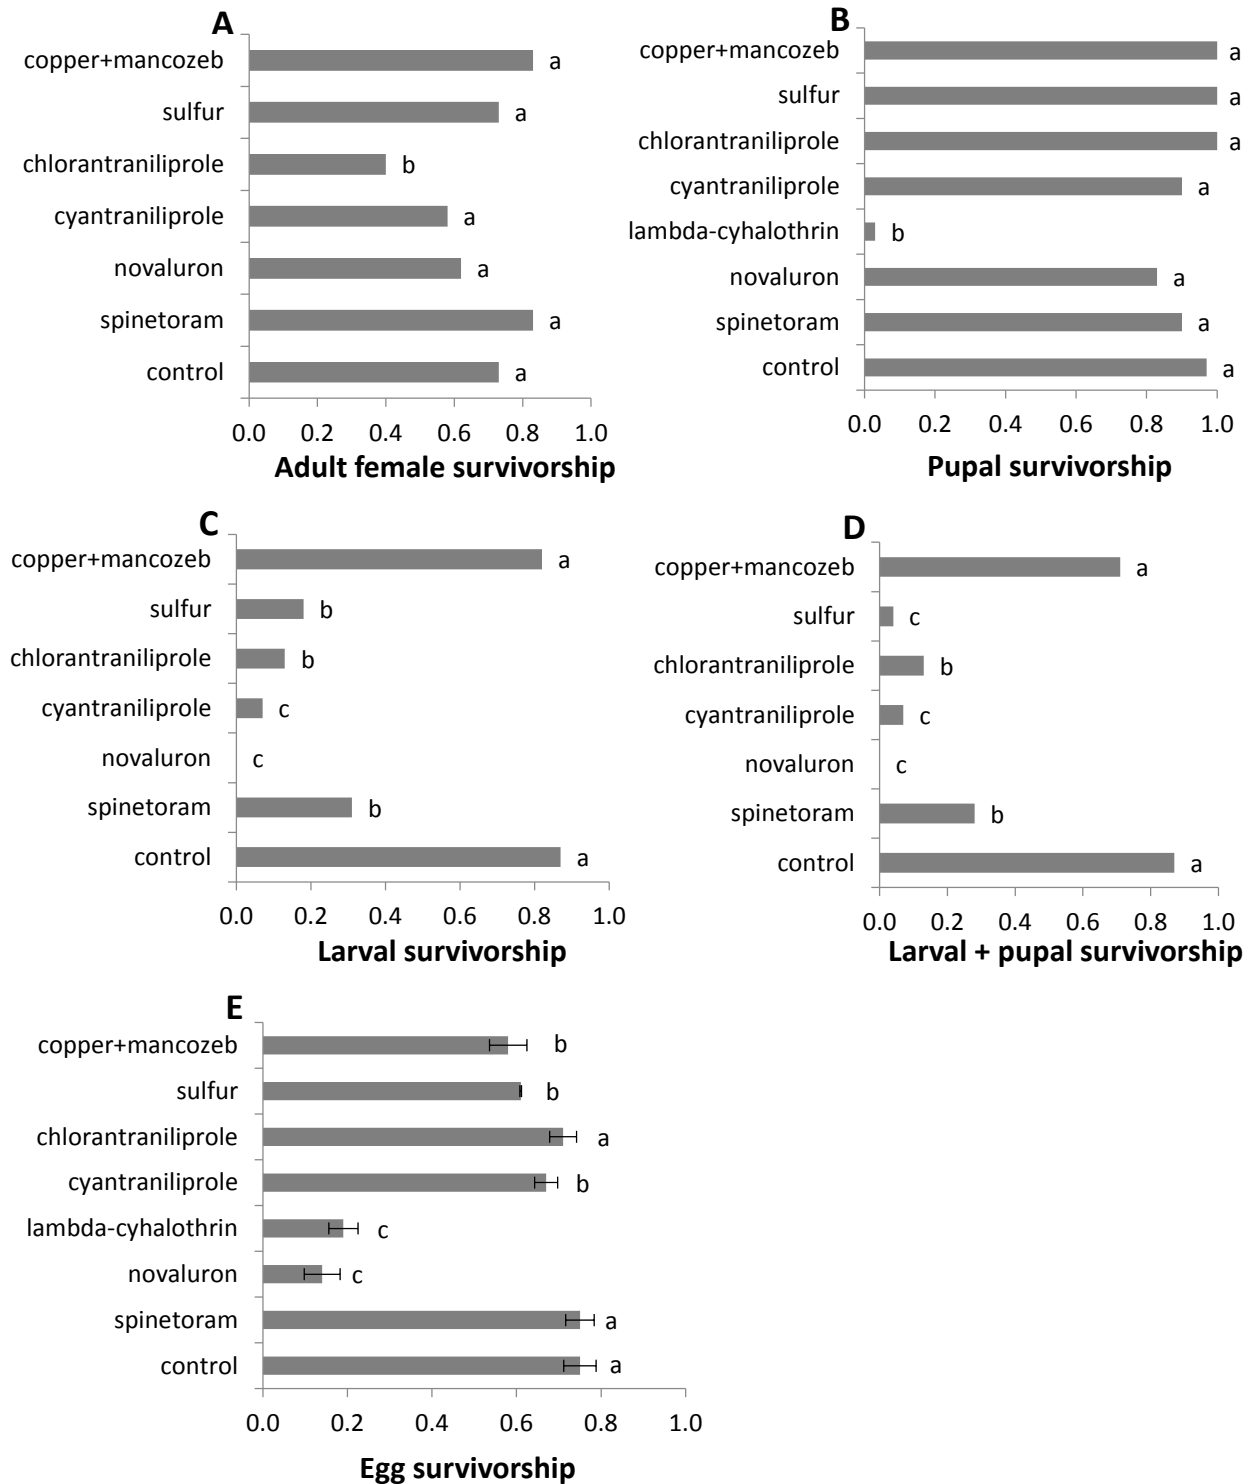 A
copper+mancozeb a
sulfur a
chlorantraniliprole b
cyantraniliprole a
novaluron a
spinetoram a
control a
0.0 0.2 0.4 0.6 0.8 1.0
Adult female survivorship
B
copper+mancozeb a
sulfur a
chlorantraniliprole a
cyantraniliprole a
lambda-cyhalothrin b
novaluron a
spinetoram a
control a
0.0 0.2 0.4 0.6 0.8 1.0
Pupal survivorship
C
copper+mancozeb a
sulfur b
chlorantraniliprole b
cyantraniliprole c
novaluron c
spinetoram b
control a
0.0 0.2 0.4 0.6 0.8 1.0
Larval survivorship
D
copper+mancozeb a
sulfur c
chlorantraniliprole b
cyantraniliprole c
novaluron c
spinetoram b
control a
0.0 0.2 0.4 0.6 0.8 1.0
Larval + pupal survivorship
E
copper+mancozeb b
sulfur b
chlorantraniliprole a
cyantraniliprole b
lambda-cyhalothrin c
novaluron c
spinetoram a
control a
0.0 0.2 0.4 0.6 0.8 1.0
Egg survivorship